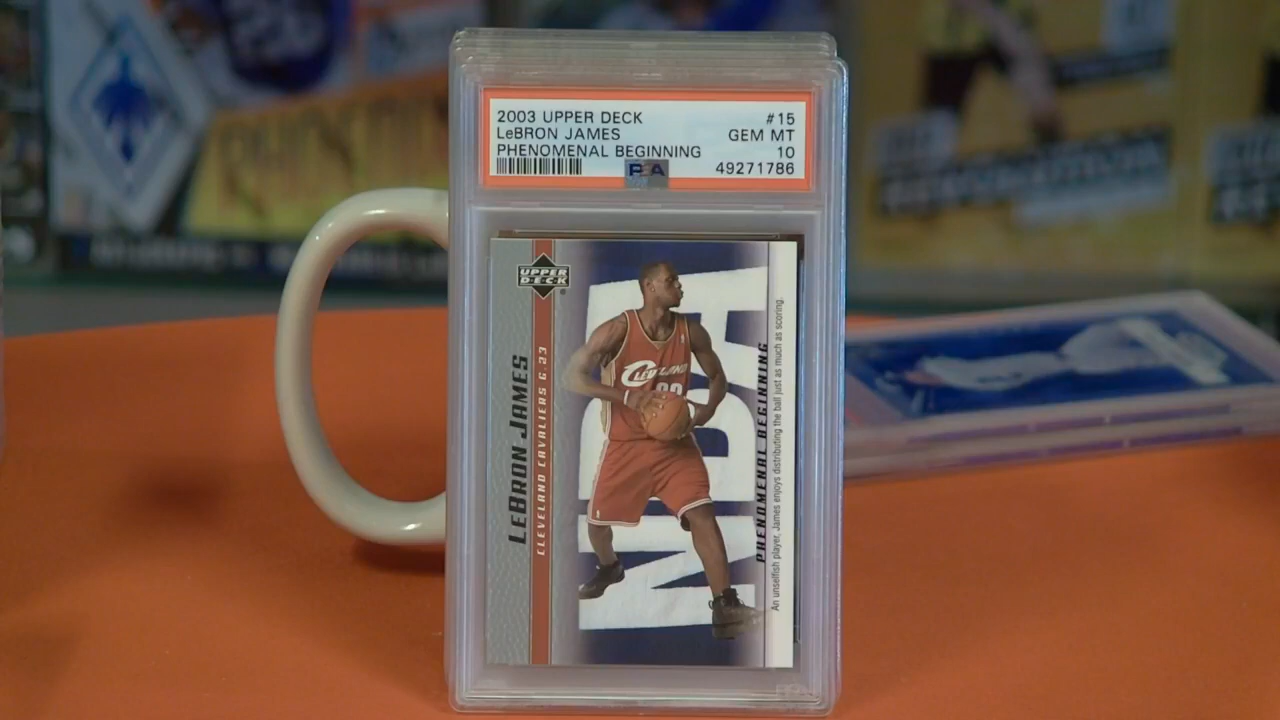 2003 UPPER DECK #15
LeBRON JAMES GEM MT
PHENOMENAL BEGINNING 10
PSA 49271786
UPPER
DECK
LEBRON JAMES
CLEVELAND CAVALIERS G. 23
CLEVELAND
NBA
PHENOMENAL BEGINNING
An unselfish player, James enjoys distributing the ball just as much as scoring.